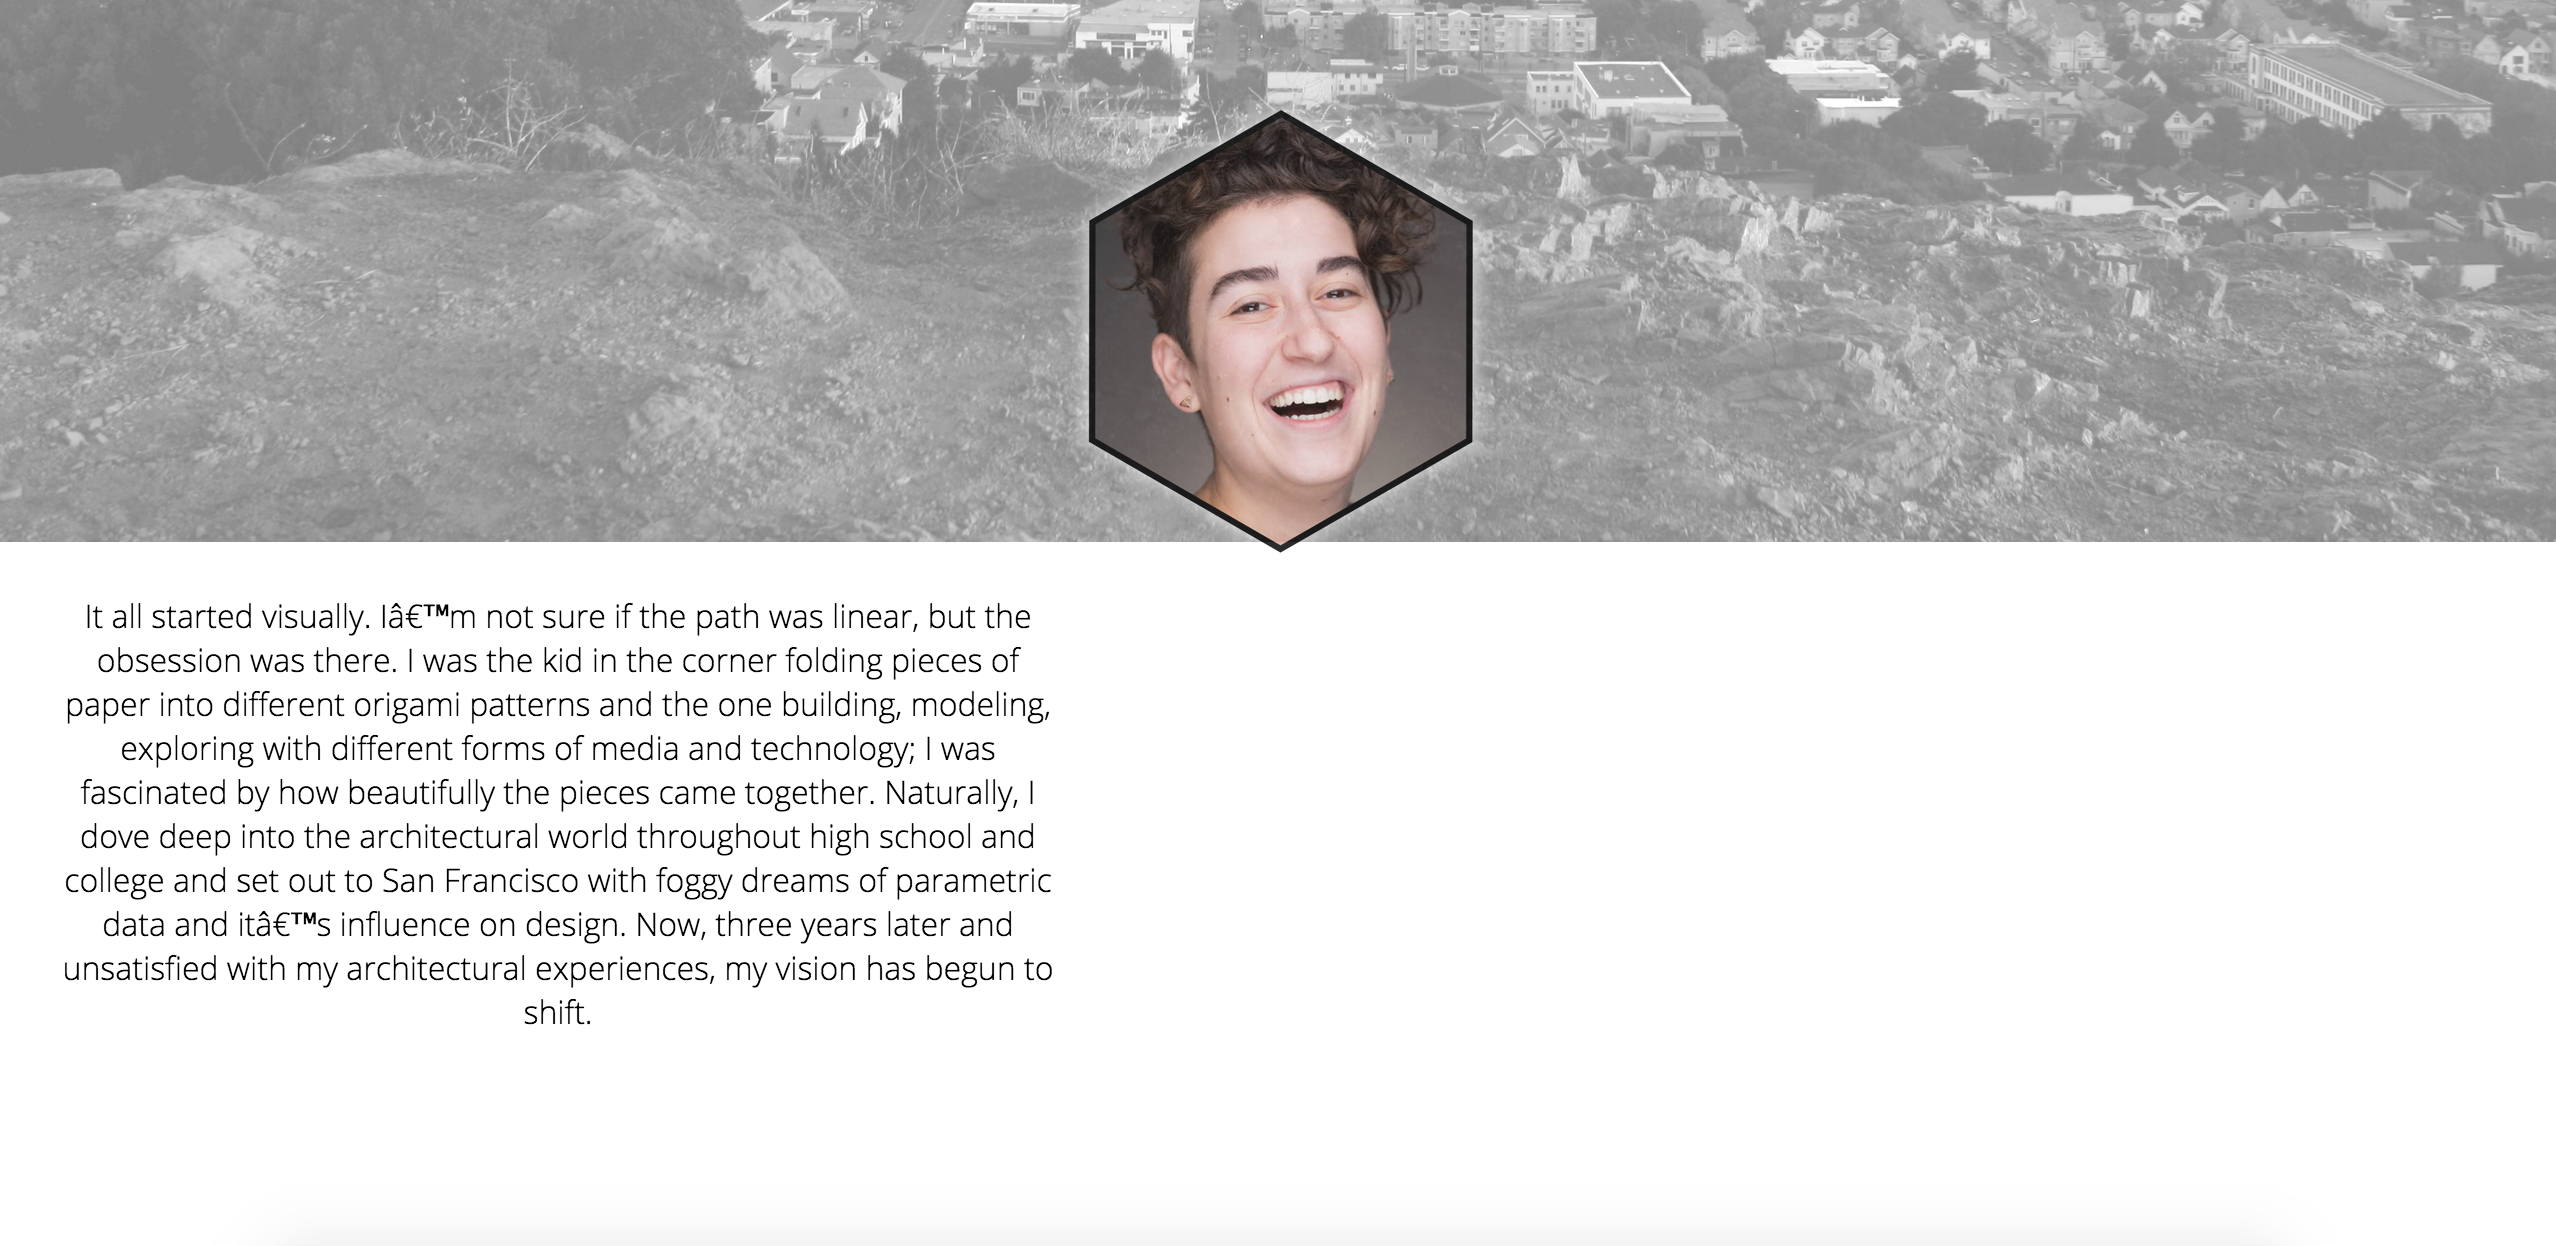 It all started visually. Iâ€™m not sure if the path was linear, but the
obsession was there. I was the kid in the corner folding pieces of
paper into different origami patterns and the one building, modeling,
exploring with different forms of media and technology; I was
fascinated by how beautifully the pieces came together. Naturally, I
dove deep into the architectural world throughout high school and
college and set out to San Francisco with foggy dreams of parametric
data and itâ€™s influence on design. Now, three years later and
unsatisfied with my architectural experiences, my vision has begun to
shift.